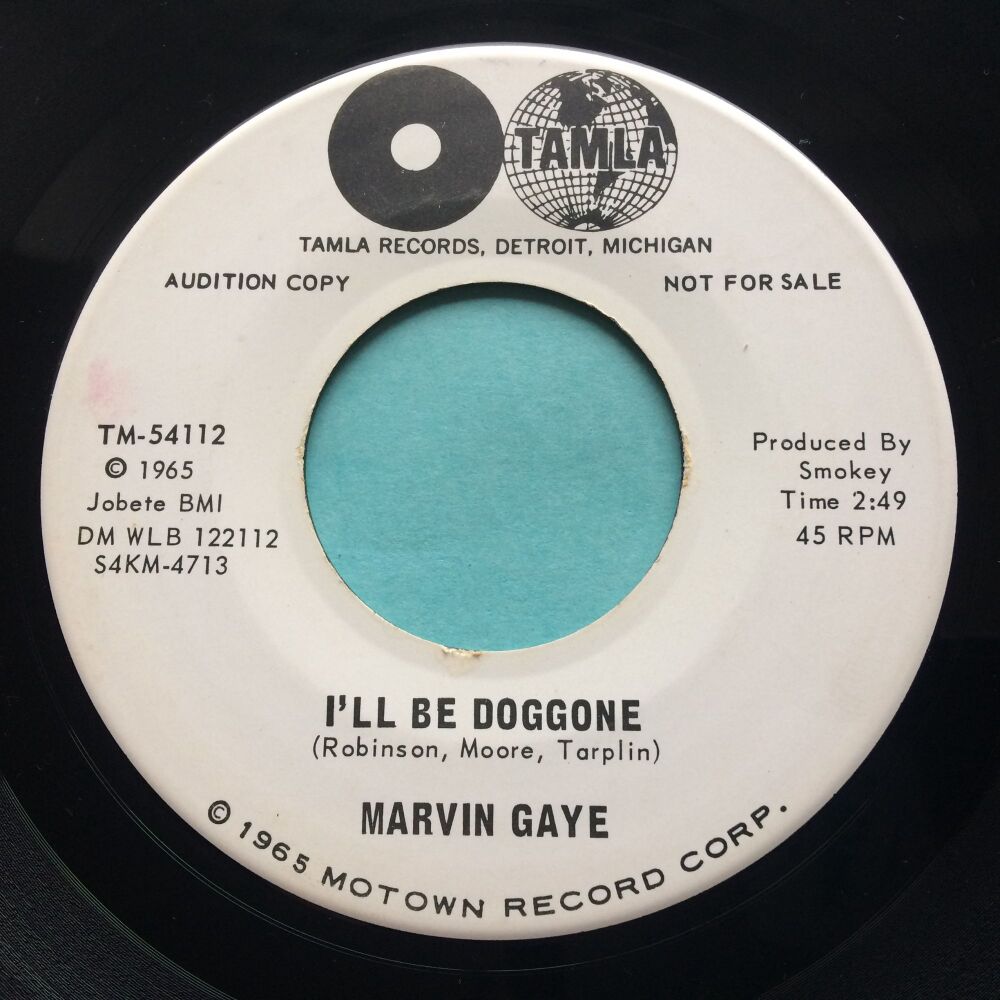 TAMLA
TAMLA RECORDS, DETROIT, MICHIGAN
AUDITION COPY
NOT FOR SALE
TM-54112
© 1965
Jobete BMI
DM WLB 122112
S4KM-4713
Produced By
Smokey
Time 2:49
45 RPM
I'LL BE DOGGONE
(Robinson, Moore, Tarplin)
MARVIN GAYE
© 1965 MOTOWN RECORD CORP.